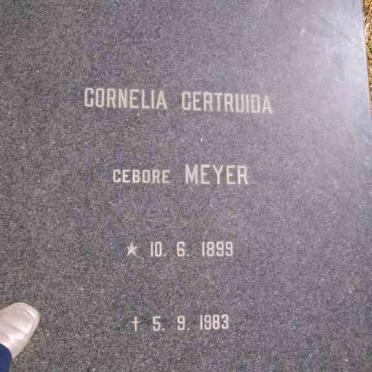 CORNELIA GERTRUIDA
GEBORE MEYER
★ 10. 6. 1899
† 5. 9. 1983